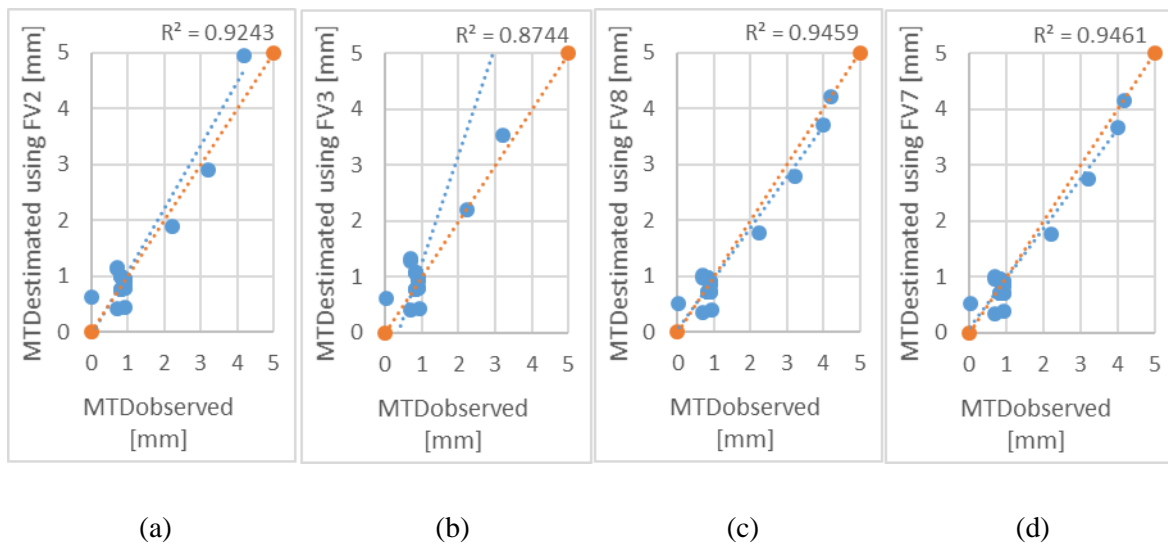 R² = 0.9243
MTDestimated using FV2 [mm]
5
4
3
2
1
0
0 1 2 3 4 5
MTDobserved
[mm]
(a)
R² = 0.8744
MTDestimated using FV3 [mm]
5
4
3
2
1
0
0 1 2 3 4 5
MTDobserved
[mm]
(b)
R² = 0.9459
MTDestimated using FV8 [mm]
5
4
3
2
1
0
0 1 2 3 4 5
MTDobserved
[mm]
(c)
R² = 0.9461
MTDestimated using FV7 [mm]
5
4
3
2
1
0
0 1 2 3 4 5
MTDobserved
[mm]
(d)